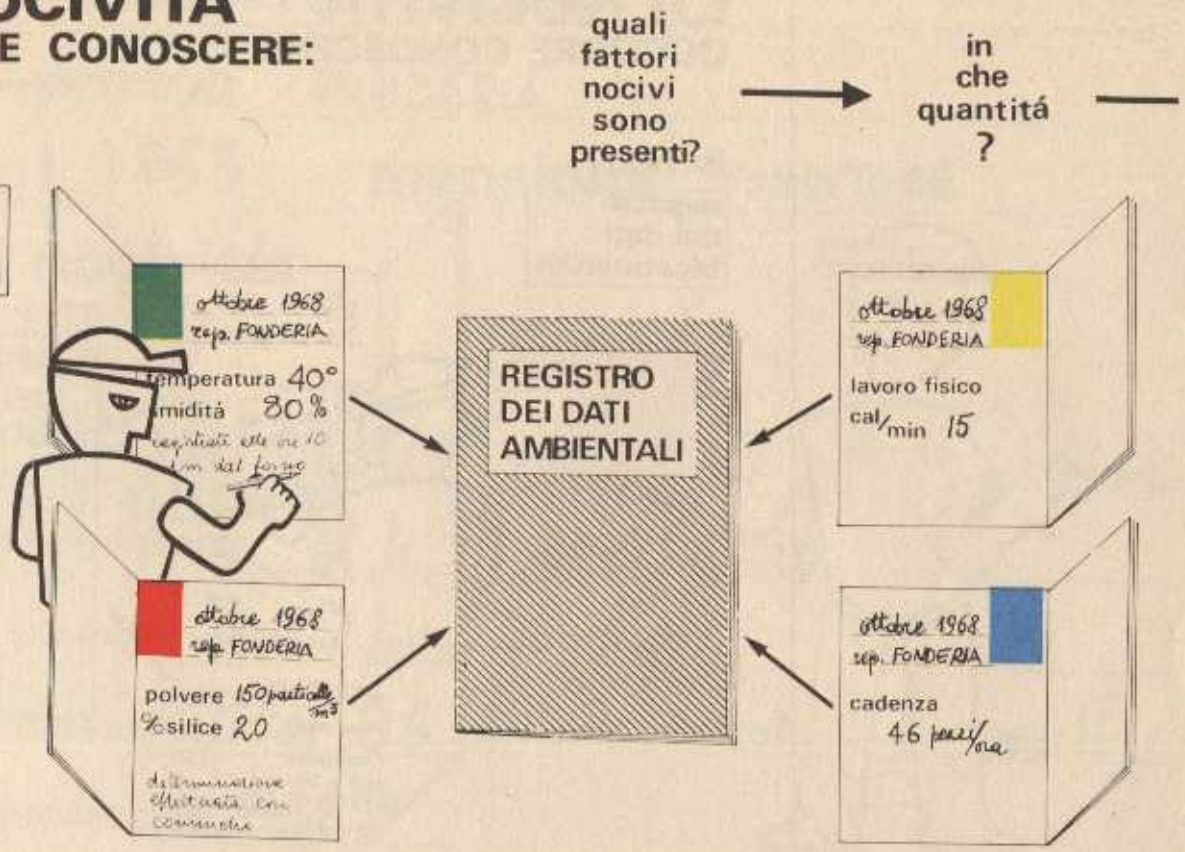 OCIVITÀ
E CONOSCERE:
quali
fattori
nocivi
sono
presenti?
in
che
quantitá
?
ottobre 1968
rep. FONDERIA
temperatura 40°
midità 80%
registrati alle ore 10
m dal forno
REGISTRO
DEI DATI
AMBIENTALI
ottobre 1968
rep. FONDERIA
lavoro fisico
cal/min 15
ottobre 1968
rep. FONDERIA
polvere 150 particelle/m³
% silice 20
determinazione
effettuata con
ottobre 1968
rep. FONDERIA
cadenza
46 pezzi/ora